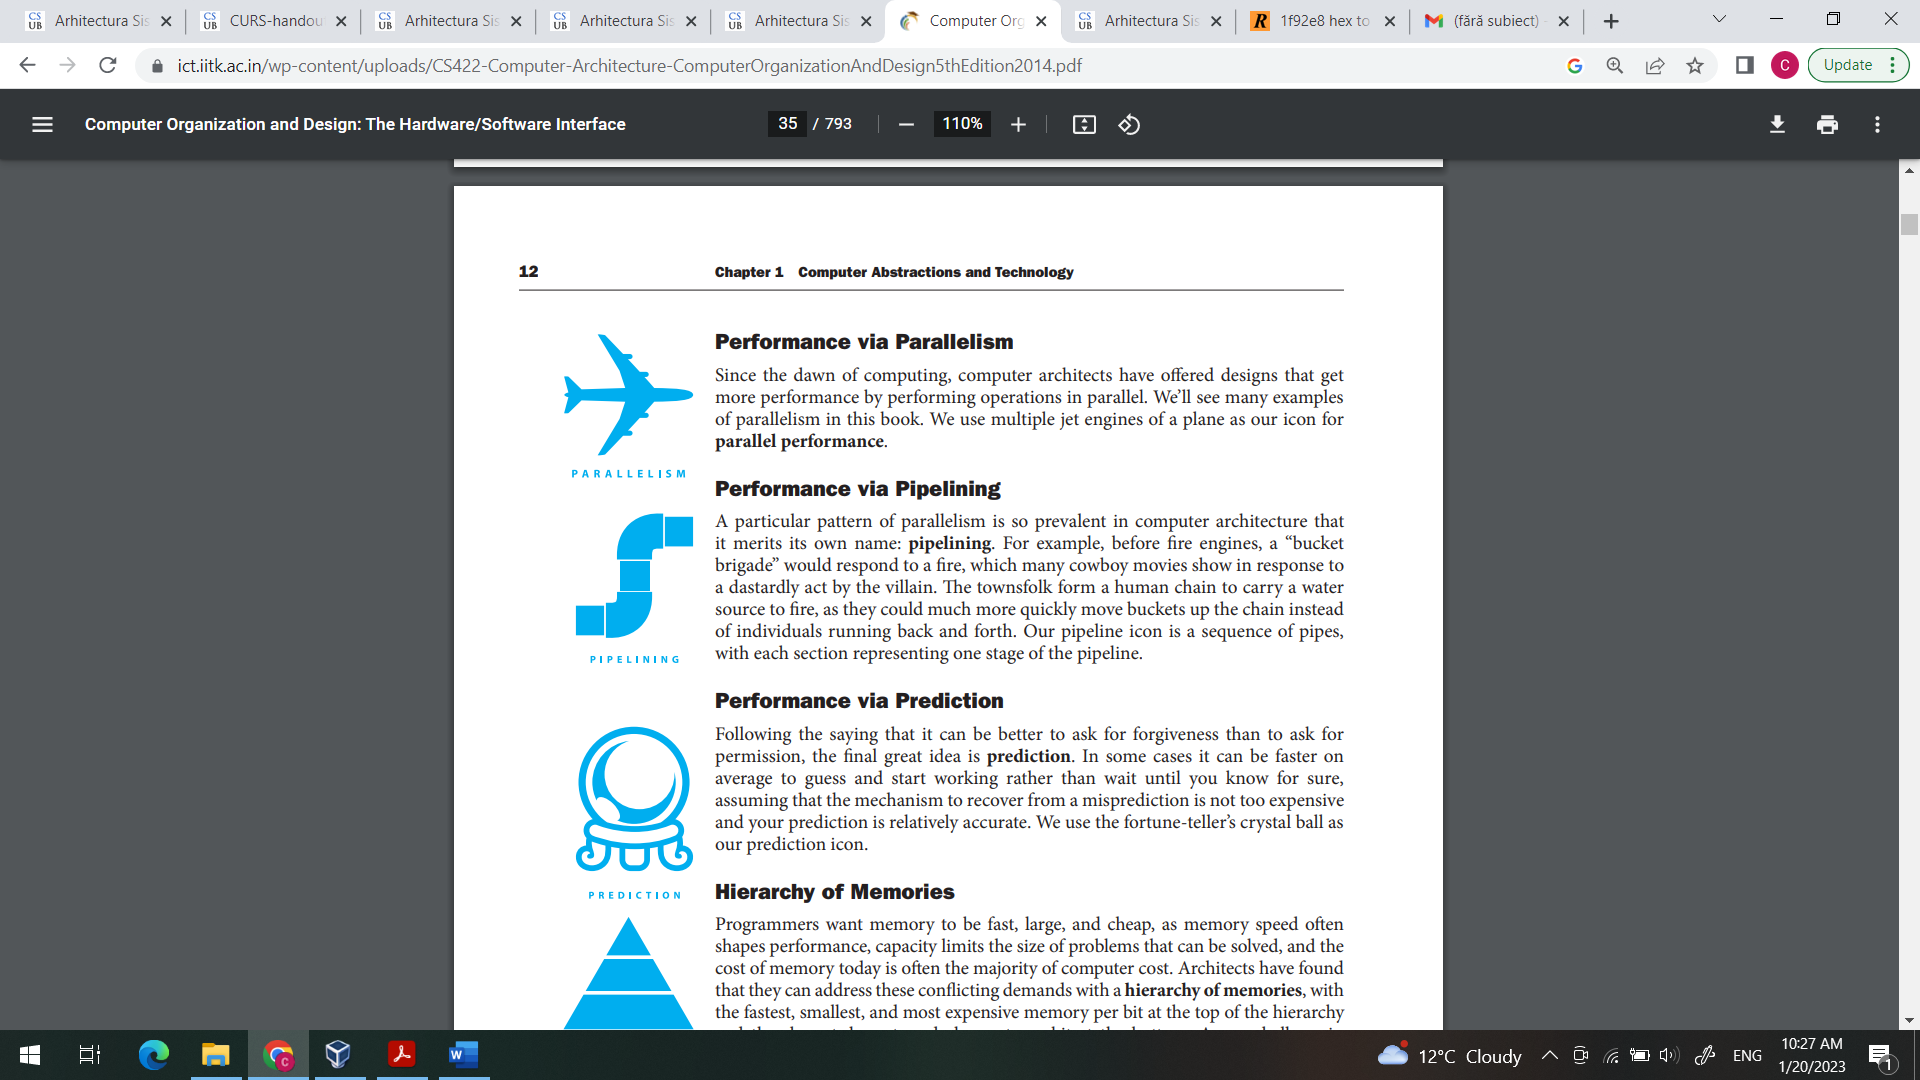 Arhitectura Sis
CURS-handou
Arhitectura Sis
Arhitectura Sis
Arhitectura Sis
Computer Org
Arhitectura Sis
1f92e8 hex to
(fără subiect)
ict.iitk.ac.in/wp-content/uploads/CS422-Computer-Architecture-ComputerOrganizationAndDesign5thEdition2014.pdf
C
Update
Computer Organization and Design: The Hardware/Software Interface
35 / 793
110%
12
Chapter 1 Computer Abstractions and Technology
Performance via Parallelism
Since the dawn of computing, computer architects have offered designs that get
more performance by performing operations in parallel. We'll see many examples
of parallelism in this book. We use multiple jet engines of a plane as our icon for
parallel performance.
PARALLELISM
Performance via Pipelining
A particular pattern of parallelism is so prevalent in computer architecture that
it merits its own name: pipelining. For example, before fire engines, a “bucket
brigade” would respond to a fire, which many cowboy movies show in response to
a dastardly act by the villain. The townsfolk form a human chain to carry a water
source to fire, as they could much more quickly move buckets up the chain instead
of individuals running back and forth. Our pipeline icon is a sequence of pipes,
with each section representing one stage of the pipeline.
PIPELINING
Performance via Prediction
Following the saying that it can be better to ask for forgiveness than to ask for
permission, the final great idea is prediction. In some cases it can be faster on
average to guess and start working rather than wait until you know for sure,
assuming that the mechanism to recover from a misprediction is not too expensive
and your prediction is relatively accurate. We use the fortune-teller's crystal ball as
our prediction icon.
PREDICTION
Hierarchy of Memories
Programmers want memory to be fast, large, and cheap, as memory speed often
shapes performance, capacity limits the size of problems that can be solved, and the
cost of memory today is often the majority of computer cost. Architects have found
that they can address these conflicting demands with a hierarchy of memories, with
the fastest, smallest, and most expensive memory per bit at the top of the hierarchy
12°C Cloudy
ENG
10:27 AM
1/20/2023
1